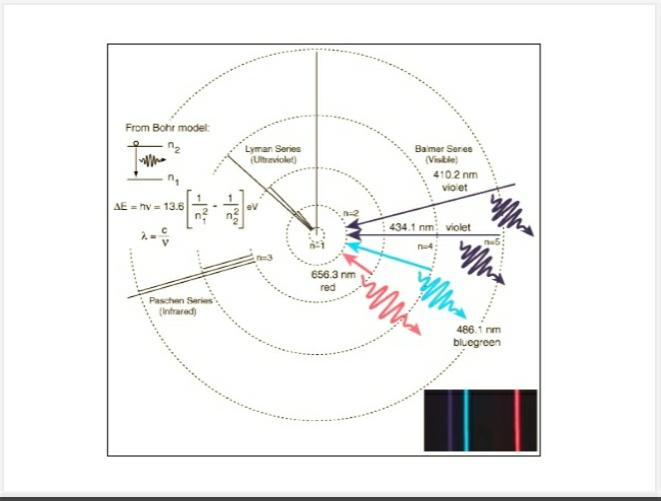 From Bohr model:
n2
n1
ΔE = hν = 13.6 [ 1/n1² - 1/n2² ] eV
λ = c/ν
Lyman Series
(Ultraviolet)
Balmer Series
(Visible)
410.2 nm
violet
n=2
434.1 nm violet
n=1
n=4
n=5
n=3
656.3 nm
red
Paschen Series
(Infrared)
486.1 nm
bluegreen